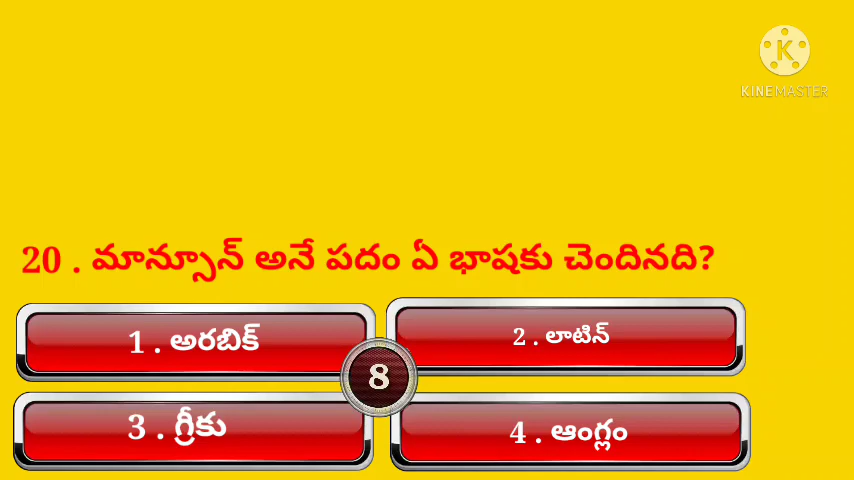 KINEMASTER
20 . మాన్సూన్ అనే పదం ఏ భాషకు చెందినది?
1 . అరబిక్
2 . లాటిన్
8
3 . గ్రీకు
4 . ఆంగ్లం